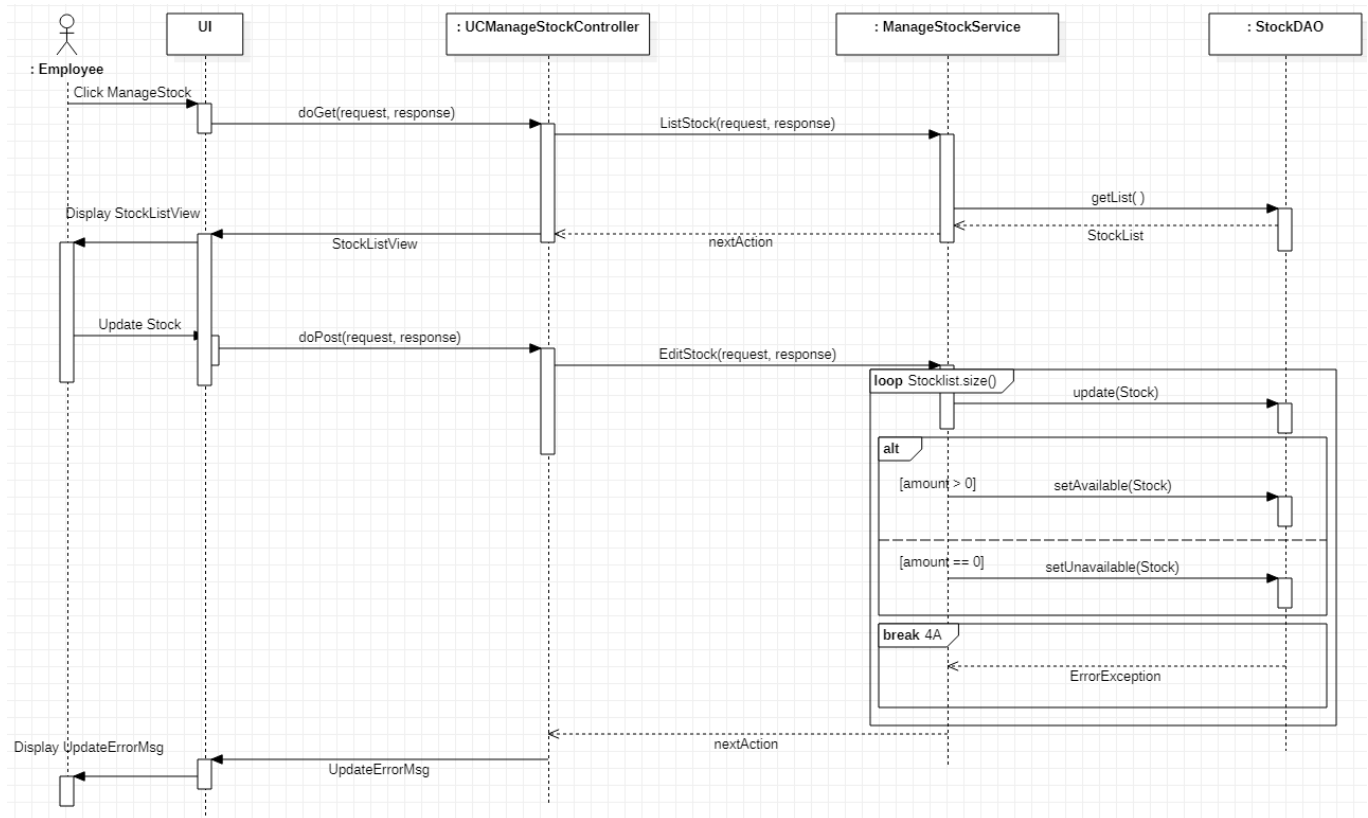 UI
: UCManageStockController
: ManageStockService
: StockDAO
: Employee
Click ManageStock
doGet(request, response)
ListStock(request, response)
getList( )
Display StockListView
StockListView
nextAction
StockList
Update Stock
doPost(request, response)
EditStock(request, response)
loop Stocklist.size()
update(Stock)
alt
[amount > 0]
setAvailable(Stock)
[amount == 0]
setUnavailable(Stock)
break 4A
ErrorException
nextAction
Display UpdateErrorMsg
UpdateErrorMsg